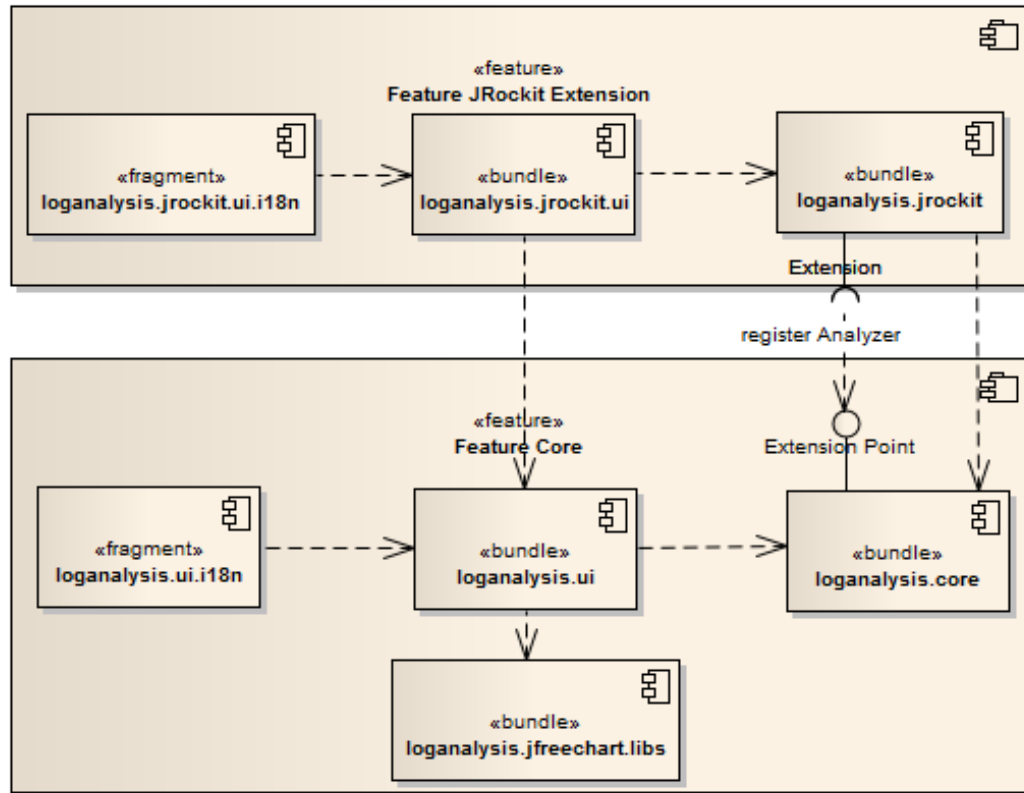 «feature»
Feature JRockit Extension
«fragment»
loganalysis.jrockit.ui.i18n
«bundle»
loganalysis.jrockit.ui
«bundle»
loganalysis.jrockit
Extension
register Analyzer
«feature»
Feature Core
Extension Point
«fragment»
loganalysis.ui.i18n
«bundle»
loganalysis.ui
«bundle»
loganalysis.core
«bundle»
loganalysis.jfreechart.libs